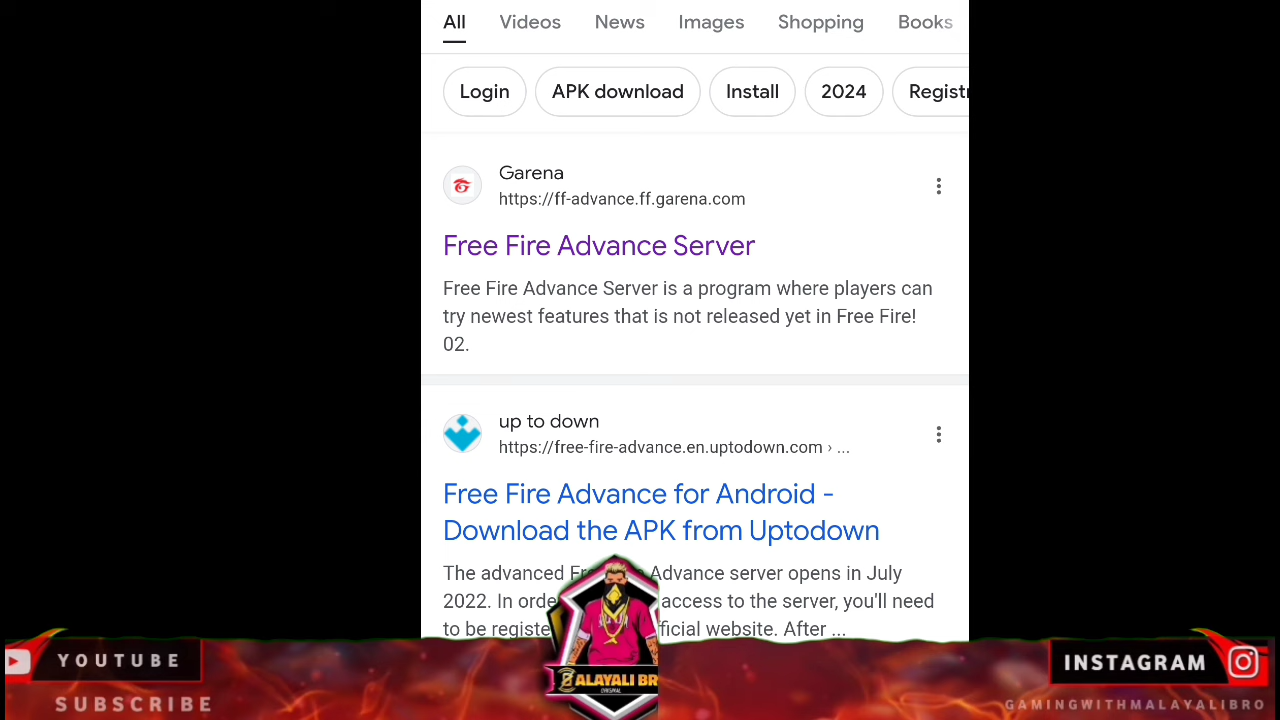 All Videos News Images Shopping Books
Login APK download Install 2024 Registr
Garena
https://ff-advance.ff.garena.com
Free Fire Advance Server
Free Fire Advance Server is a program where players can
try newest features that is not released yet in Free Fire!
02.
up to down
https://free-fire-advance.en.uptodown.com › ...
Free Fire Advance for Android -
Download the APK from Uptodown
The advanced Fre Advance server opens in July
2022. In orde access to the server, you'll need
to be registe fficial website. After ...
YOUTUBE
SUBSCRIBE
ALAYALI BR
ORIGINAL
INSTAGRAM
GAMINGWITHMALAYALIBRO